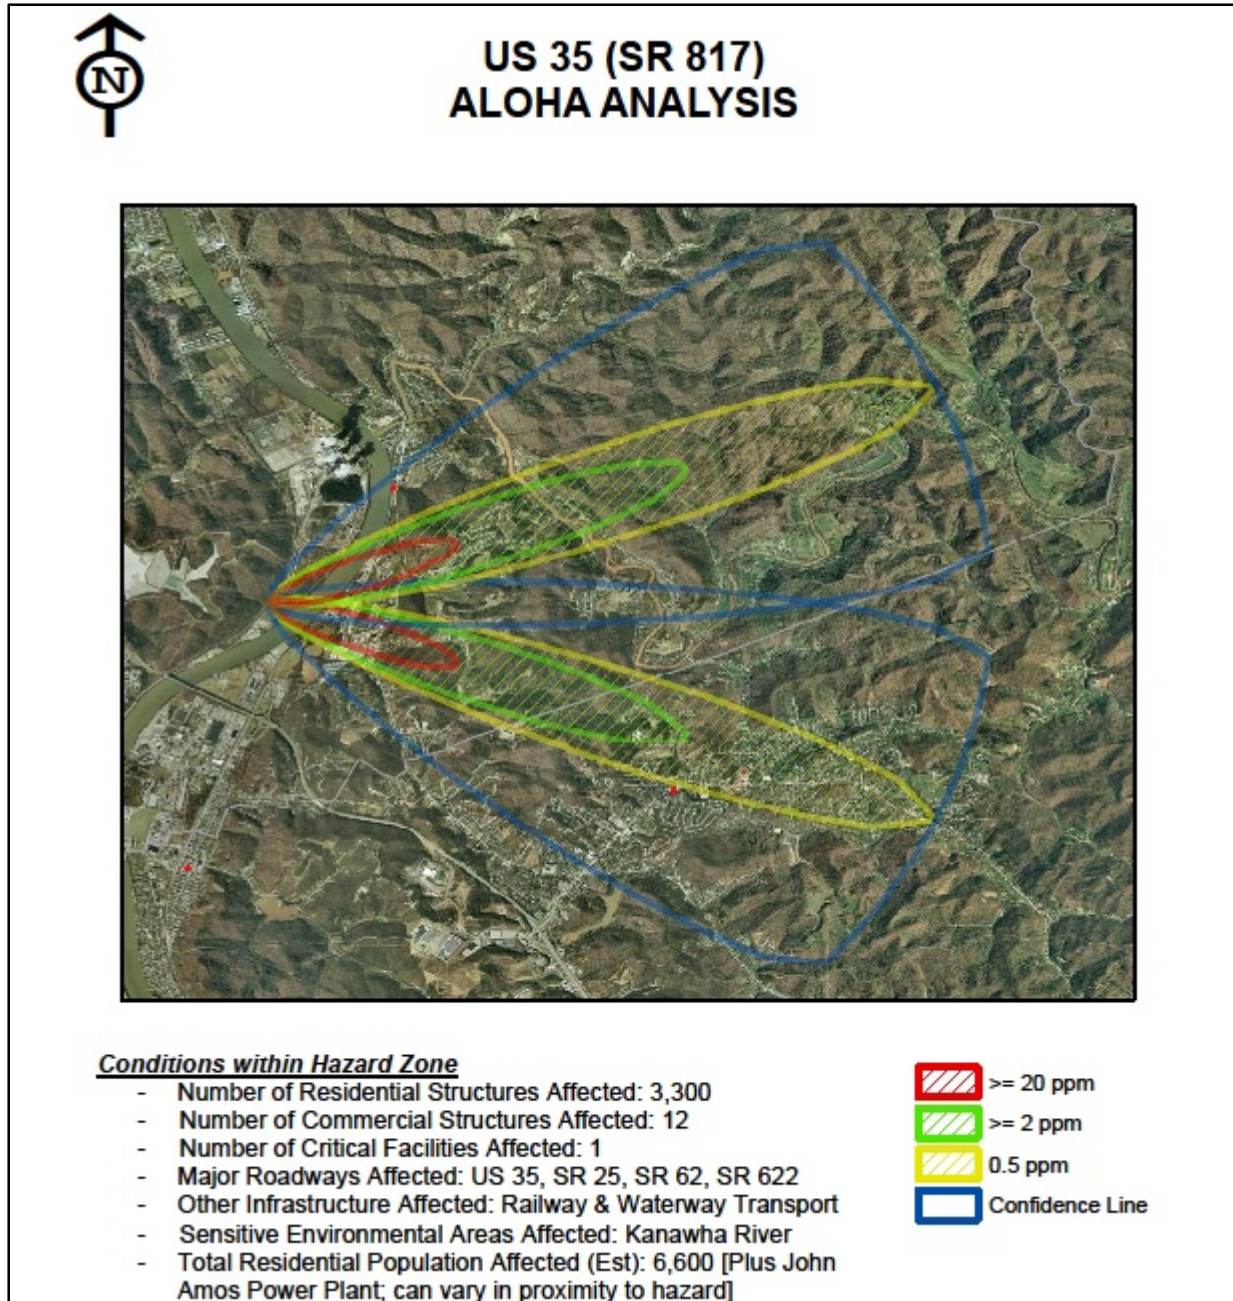 N
US 35 (SR 817)
ALOHA ANALYSIS
Conditions within Hazard Zone
- Number of Residential Structures Affected: 3,300
- Number of Commercial Structures Affected: 12
- Number of Critical Facilities Affected: 1
- Major Roadways Affected: US 35, SR 25, SR 62, SR 622
- Other Infrastructure Affected: Railway & Waterway Transport
- Sensitive Environmental Areas Affected: Kanawha River
- Total Residential Population Affected (Est): 6,600 [Plus John
Amos Power Plant; can vary in proximity to hazard]
>= 20 ppm
>= 2 ppm
0.5 ppm
Confidence Line